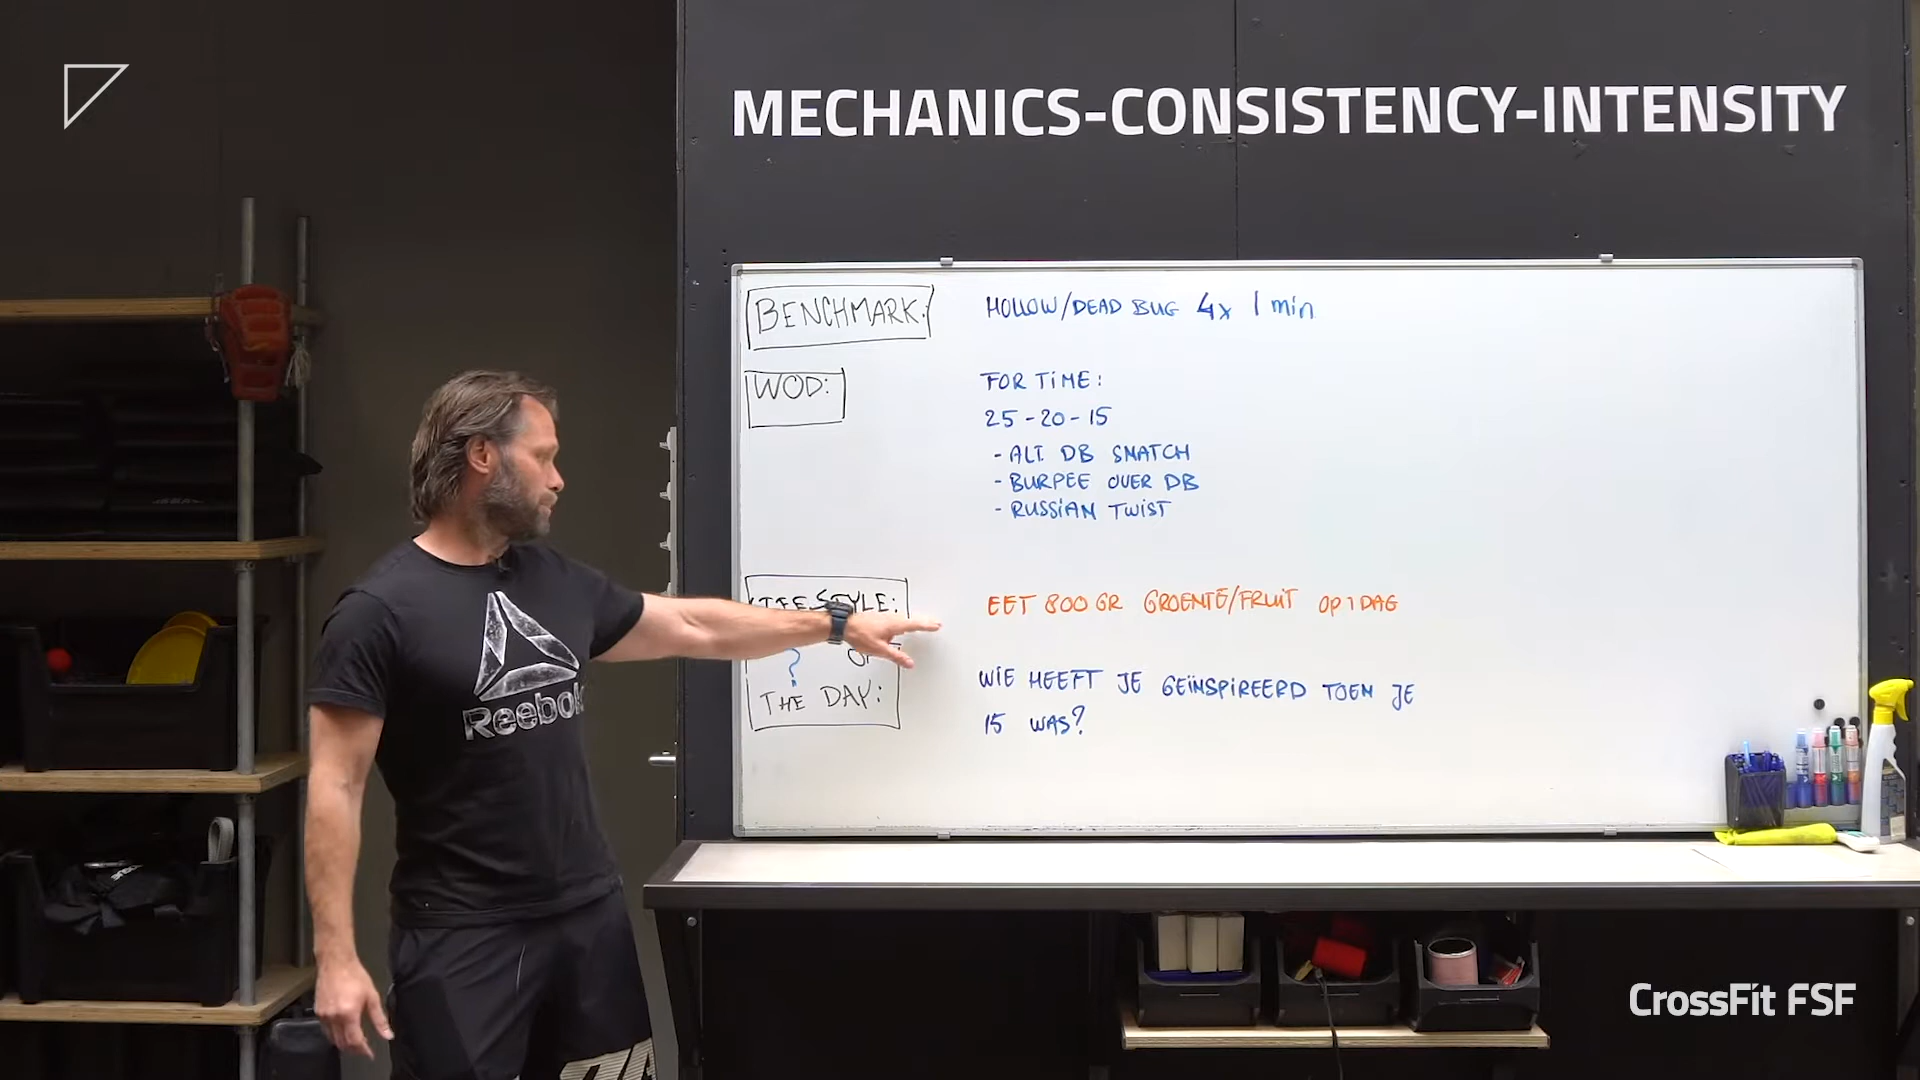 MECHANICS-CONSISTENCY-INTENSITY
BENCHMARK: HOLLOW/DEAD BUG 4x 1 min
WOD: FOR TIME:
25-20-15
- ALT. DB SNATCH
- BURPEE OVER DB
- RUSSIAN TWIST
STYLE: EET 800 GR GROENTE/FRUIT OP 1 DAG
?
THE DAY: WIE HEEFT JE GEÏNSPIREERD TOEN JE
15 WAS?
Reebok
CrossFit FSF